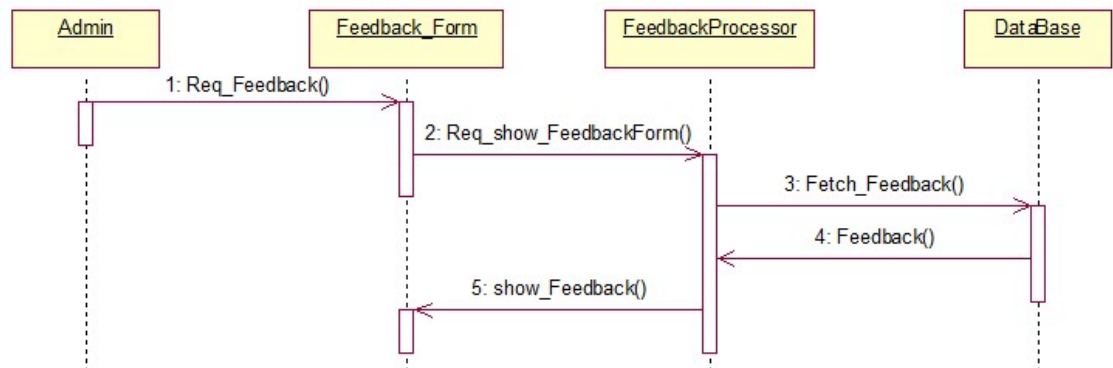 Admin
Feedback_Form
FeedbackProcessor
DataBase
1: Req_Feedback()
2: Req_show_FeedbackForm()
3: Fetch_Feedback()
4: Feedback()
5: show_Feedback()